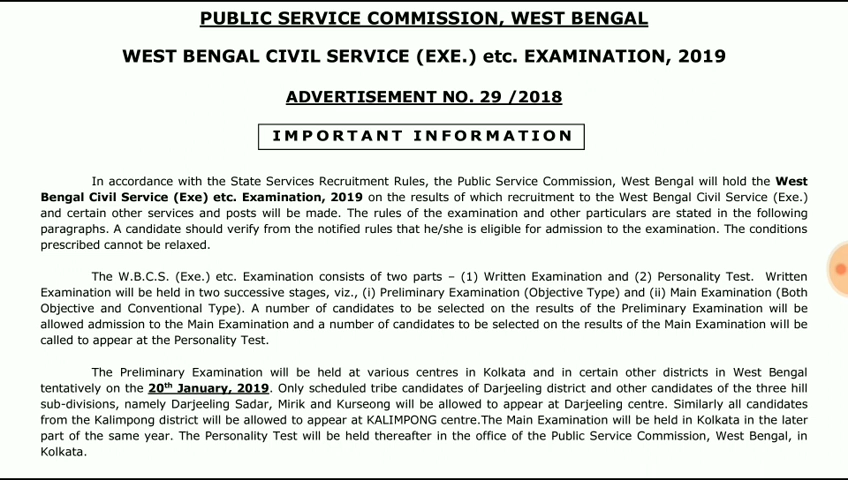 PUBLIC SERVICE COMMISSION, WEST BENGAL
WEST BENGAL CIVIL SERVICE (EXE.) etc. EXAMINATION, 2019
ADVERTISEMENT NO. 29 /2018
IMPORTANT INFORMATION
In accordance with the State Services Recruitment Rules, the Public Service Commission, West Bengal will hold the West
Bengal Civil Service (Exe) etc. Examination, 2019 on the results of which recruitment to the West Bengal Civil Service (Exe.)
and certain other services and posts will be made. The rules of the examination and other particulars are stated in the following
paragraphs. A candidate should verify from the notified rules that he/she is eligible for admission to the examination. The conditions
prescribed cannot be relaxed.
The W.B.C.S. (Exe.) etc. Examination consists of two parts – (1) Written Examination and (2) Personality Test. Written
Examination will be held in two successive stages, viz., (i) Preliminary Examination (Objective Type) and (ii) Main Examination (Both
Objective and Conventional Type). A number of candidates to be selected on the results of the Preliminary Examination will be
allowed admission to the Main Examination and a number of candidates to be selected on the results of the Main Examination will be
called to appear at the Personality Test.
The Preliminary Examination will be held at various centres in Kolkata and in certain other districts in West Bengal
tentatively on the 20th January, 2019. Only scheduled tribe candidates of Darjeeling district and other candidates of the three hill
sub-divisions, namely Darjeeling Sadar, Mirik and Kurseong will be allowed to appear at Darjeeling centre. Similarly all candidates
from the Kalimpong district will be allowed to appear at KALIMPONG centre.The Main Examination will be held in Kolkata in the later
part of the same year. The Personality Test will be held thereafter in the office of the Public Service Commission, West Bengal, in
Kolkata.